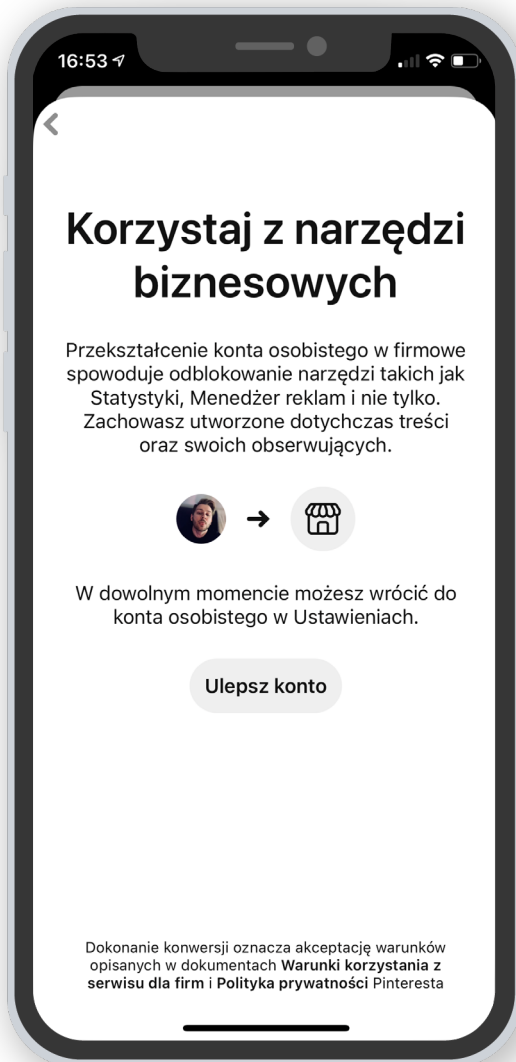 16:53
Korzystaj z narzędzi
biznesowych
Przekształcenie konta osobistego w firmowe
spowoduje odblokowanie narzędzi takich jak
Statystyki, Menedżer reklam i nie tylko.
Zachowasz utworzone dotychczas treści
oraz swoich obserwujących.
W dowolnym momencie możesz wrócić do
konta osobistego w Ustawieniach.
Ulepsz konto
Dokonanie konwersji oznacza akceptację warunków
opisanych w dokumentach Warunki korzystania z
serwisu dla firm i Polityka prywatności Pinteresta